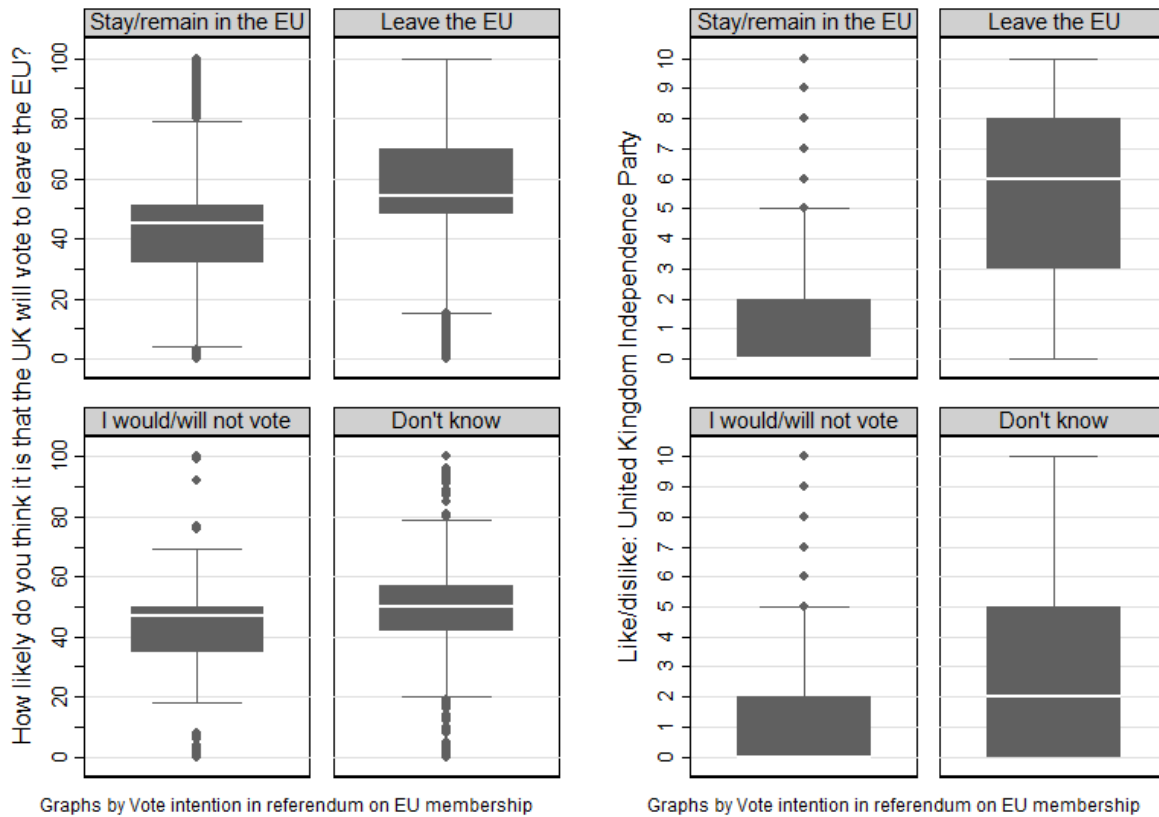 How likely do you think it is that the UK will vote to leave the EU?
Stay/remain in the EU
Leave the EU
100
80
60
40
20
0
I would/will not vote
Don't know
100
80
60
40
20
0
Graphs by Vote intention in referendum on EU membership
Like/dislike: United Kingdom Independence Party
Stay/remain in the EU
Leave the EU
10
9
8
7
6
5
4
3
2
1
0
I would/will not vote
Don't know
10
9
8
7
6
5
4
3
2
1
0
Graphs by Vote intention in referendum on EU membership